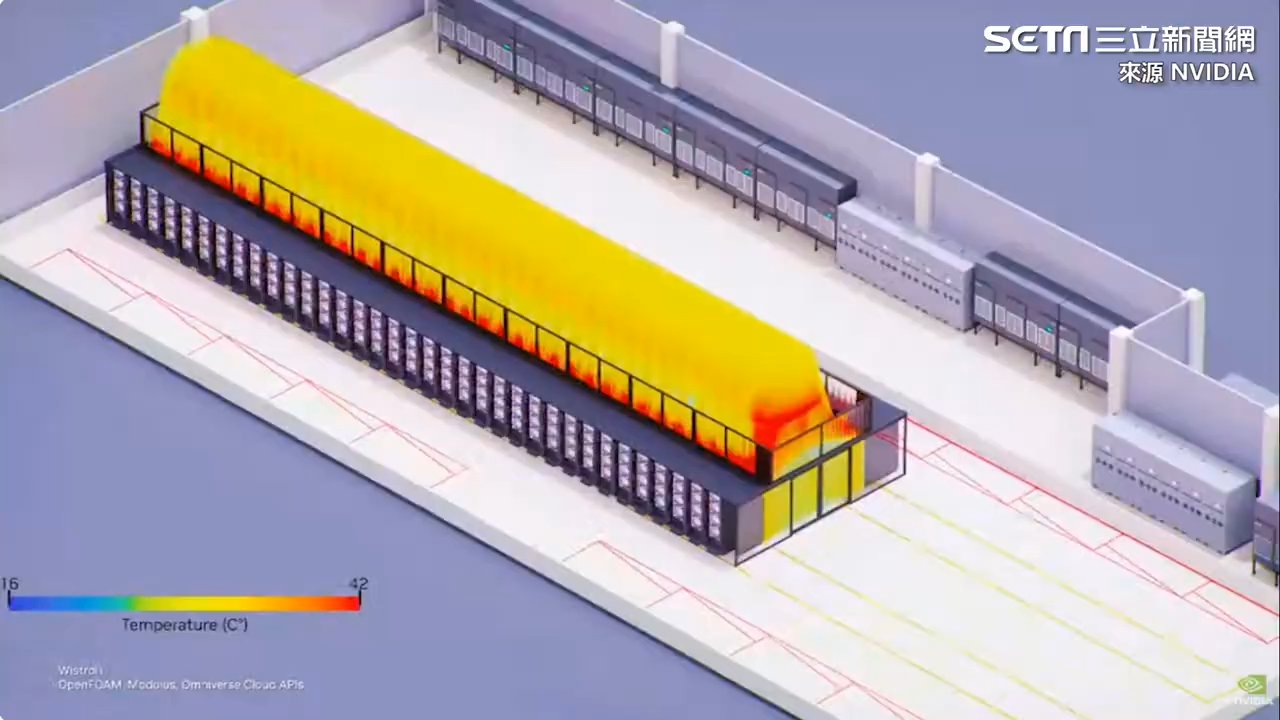 SETN三立新聞網
來源 NVIDIA
16
42
Temperature (C°)
Wistron
OpenFOAM, Modulus, Omniverse Cloud APIs
NVIDIA